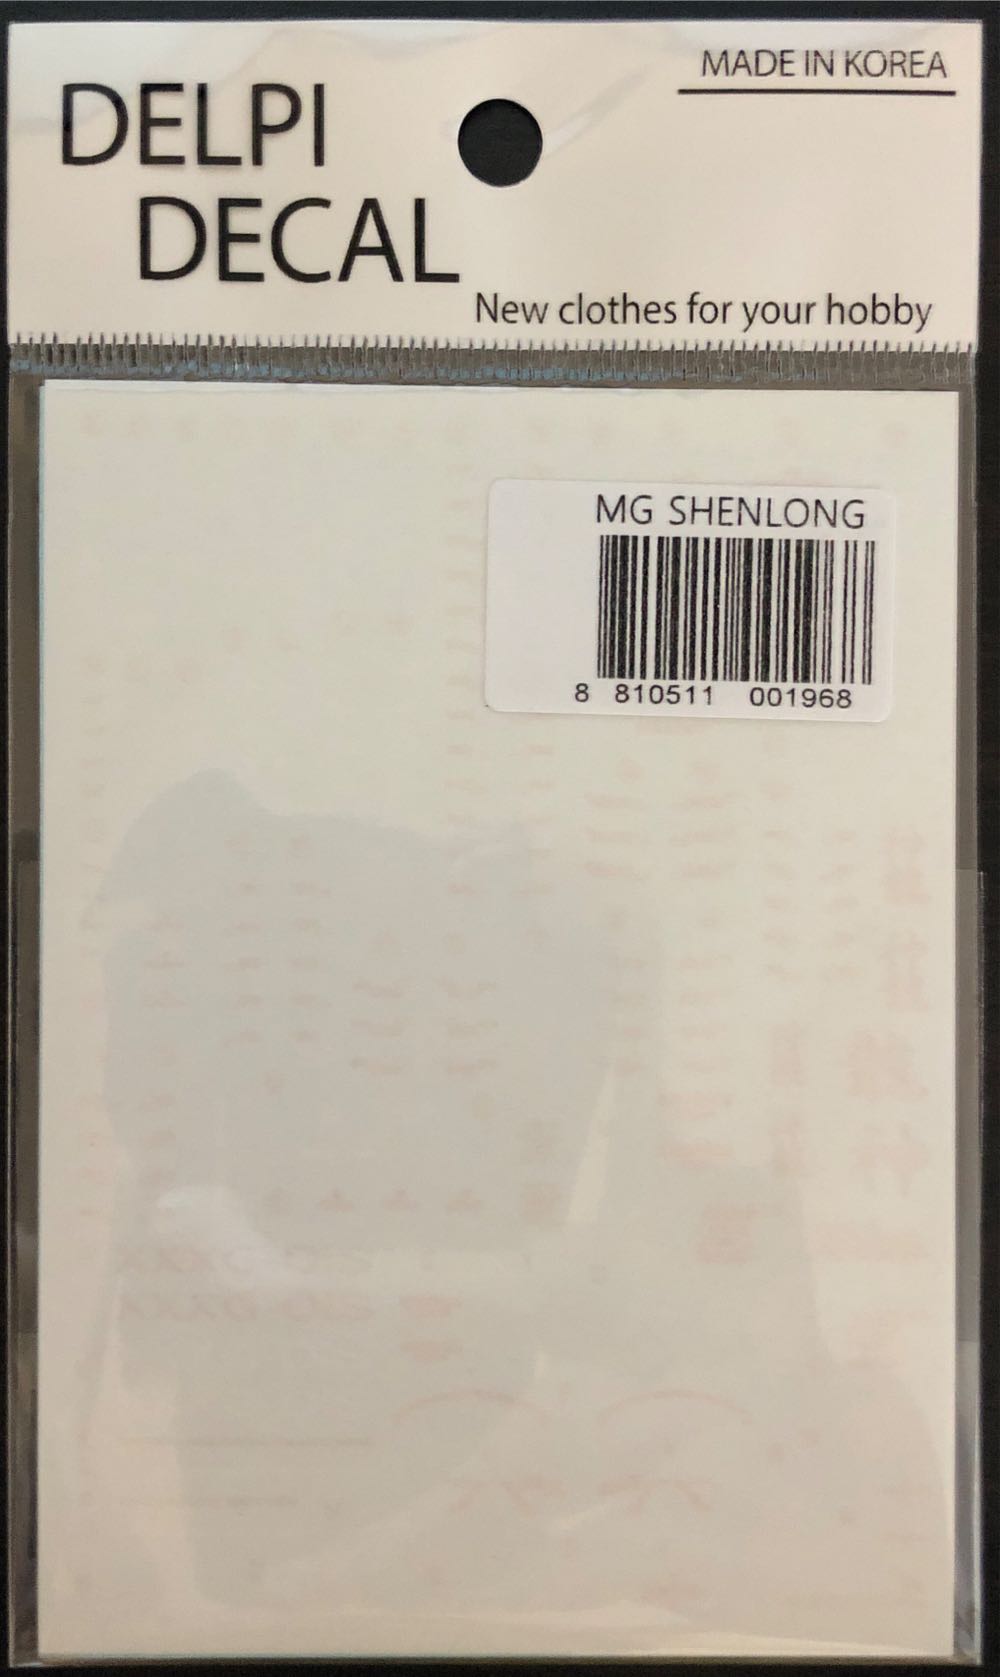 DELPI
DECAL
MADE IN KOREA
New clothes for your hobby
MG SHENLONG
8 810511 001968